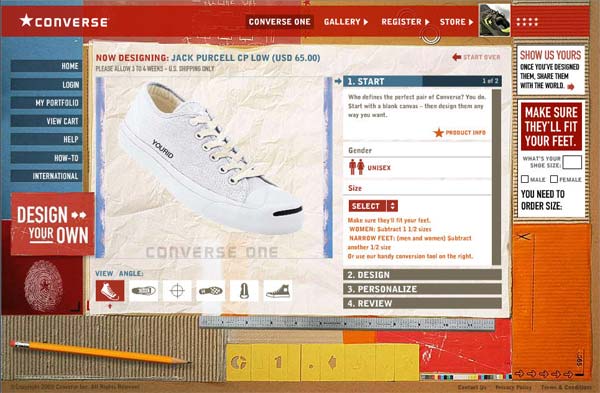 CONVERSE
CONVERSE ONE
GALLERY
REGISTER
STORE
HOME
LOGIN
MY PORTFOLIO
VIEW CART
HELP
HOW-TO
INTERNATIONAL
DESIGN
YOUR OWN
NOW DESIGNING: JACK PURCELL CP LOW (USD 65.00)
PLEASE ALLOW 3 TO 4 WEEKS - U.S. SHIPPING ONLY
START OVER
YOURID
CONVERSE ONE
VIEW ANGLE:
1. START
1 of 2
Who defines the perfect pair of Converse? You do.
Start with a blank canvas – then design them any
way you want.
PRODUCT INFO
Gender
UNISEX
Size
SELECT
Make sure they'll fit your feet.
WOMEN: Subtract 1 1/2 sizes
NARROW FEET: (men and women) Subtract
another 1/2 size
Or use our handy conversion tool on the right.
2. DESIGN
3. PERSONALIZE
4. REVIEW
SHOW US YOURS
ONCE YOU'VE DESIGNED
THEM, SHARE THEM
WITH THE WORLD.
MAKE SURE
THEY'LL FIT
YOUR FEET.
WHAT'S YOUR
SHOE SIZE:
MALE
FEMALE
YOU NEED TO
ORDER SIZE:
Converse Inc. All Rights Reserved
Contact Us
Privacy Policy
Terms & Conditions